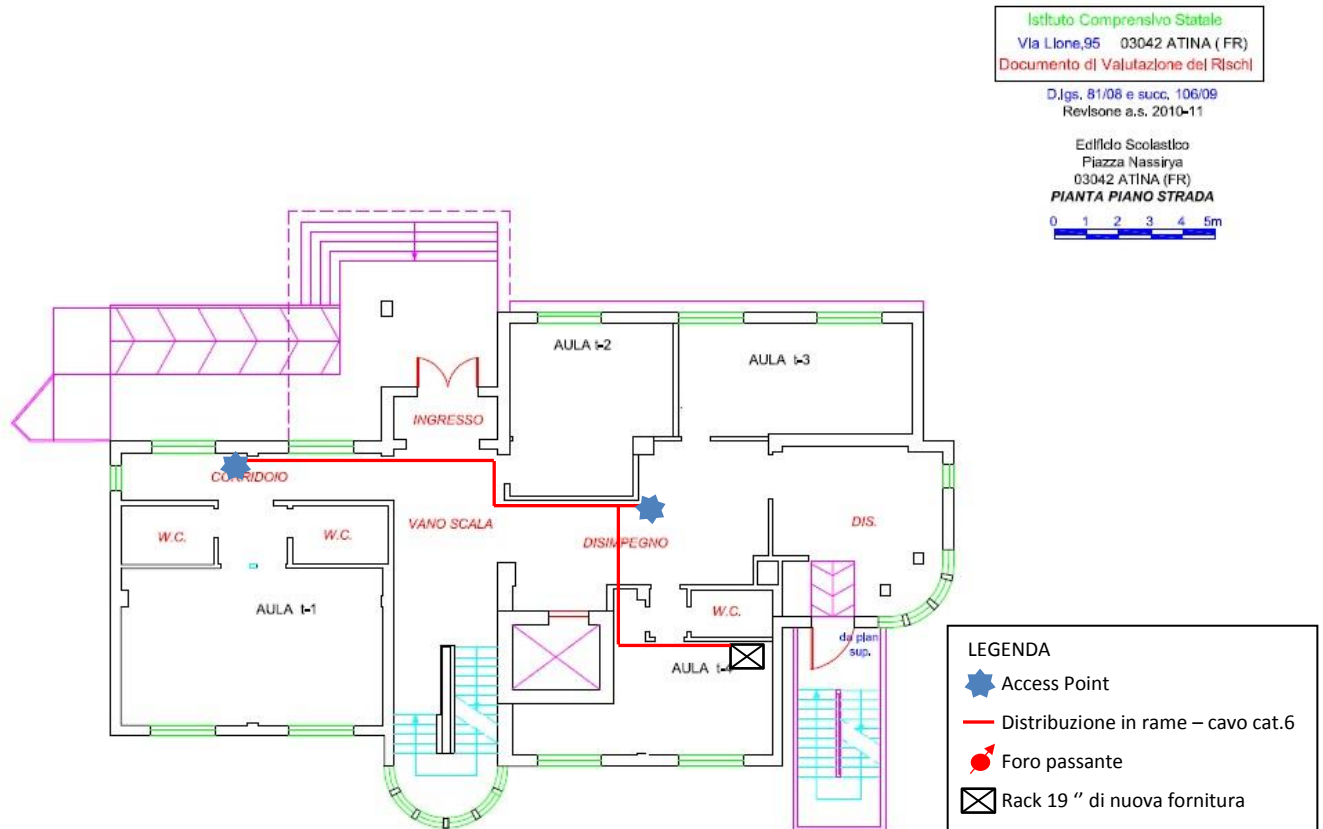 Istituto Comprensivo Statale
Via Lione,95 03042 ATINA ( FR)
Documento di Valutazione dei Rischi
D.lgs. 81/08 e succ. 106/09
Revisone a.s. 2010-11
Edificio Scolastico
Piazza Nassirya
03042 ATINA (FR)
PIANTA PIANO STRADA
0 1 2 3 4 5m
AULA t-2
AULA t-3
INGRESSO
CORRIDOIO
W.C.
W.C.
VANO SCALA
DISIMPEGNO
DIS.
AULA t-1
W.C.
AULA t-4
da pian
sup.
LEGENDA
Access Point
Distribuzione in rame – cavo cat.6
Foro passante
Rack 19 ‘’ di nuova fornitura